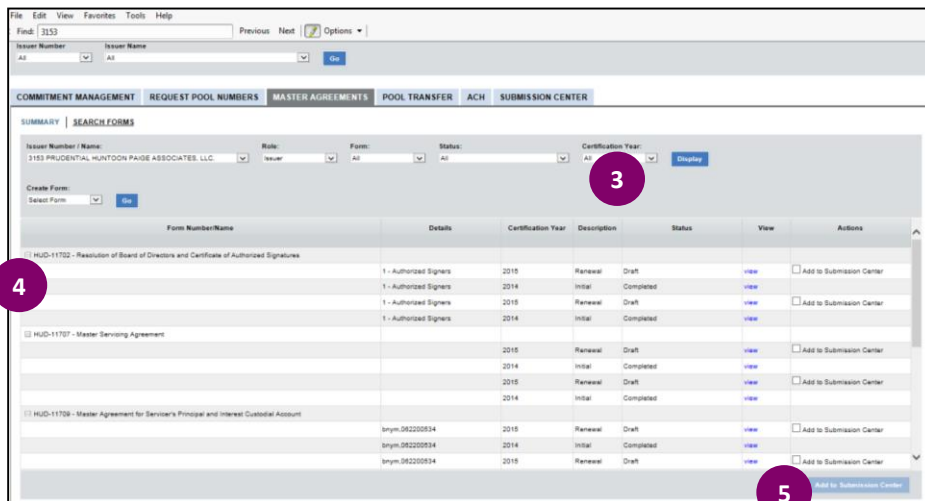 File Edit View Favorites Tools Help
Find: 3153 Previous Next Options
Issuer Number Issuer Name
All All Go
COMMITMENT MANAGEMENT REQUEST POOL NUMBERS MASTER AGREEMENTS POOL TRANSFER ACH SUBMISSION CENTER
SUMMARY | SEARCH FORMS
Issuer Number / Name: Role: Form: Status: Certification Year:
3153 PRUDENTIAL HUNTOON PAIGE ASSOCIATES, LLC. Issuer All All All Display
3
Create Form:
Select Form Go
Form Number/Name Details Certification Year Description Status View Actions
HUD-11702 - Resolution of Board of Directors and Certificate of Authorized Signatures
1 - Authorized Signers 2015 Renewal Draft view Add to Submission Center
4
1 - Authorized Signers 2014 Initial Completed view
1 - Authorized Signers 2015 Renewal Draft view Add to Submission Center
1 - Authorized Signers 2014 Initial Completed view
HUD-11707 - Master Servicing Agreement
2015 Renewal Draft view Add to Submission Center
2014 Initial Completed view
2015 Renewal Draft view Add to Submission Center
2014 Initial Completed view
HUD-11709 - Master Agreement for Servicer's Principal and Interest Custodial Account
bnym,062200534 2015 Renewal Draft view Add to Submission Center
bnym,062200534 2014 Initial Completed view
bnym,062200534 2015 Renewal Draft view Add to Submission Center
5 Add to Submission Center